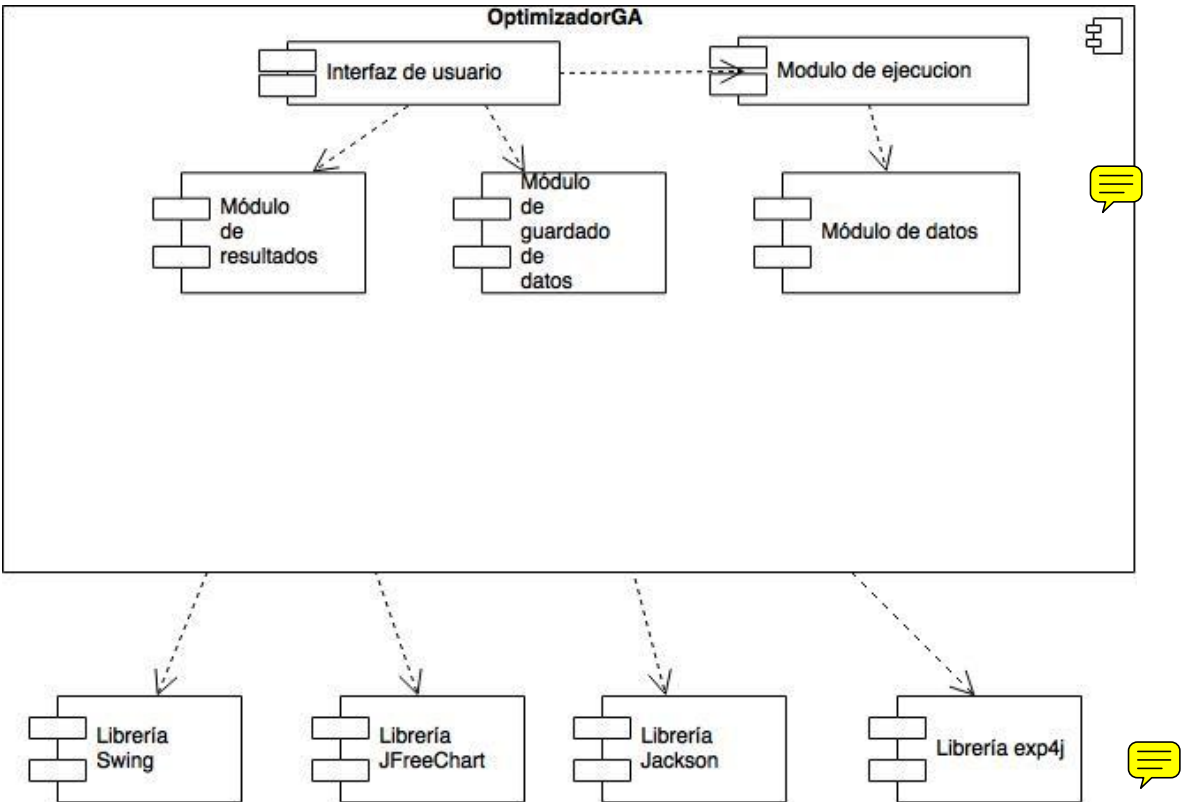 OptimizadorGA
Interfaz de usuario
Modulo de ejecucion
Módulo
de
resultados
Módulo
de
guardado
de
datos
Módulo de datos
Librería
Swing
Librería
JFreeChart
Librería
Jackson
Librería exp4j